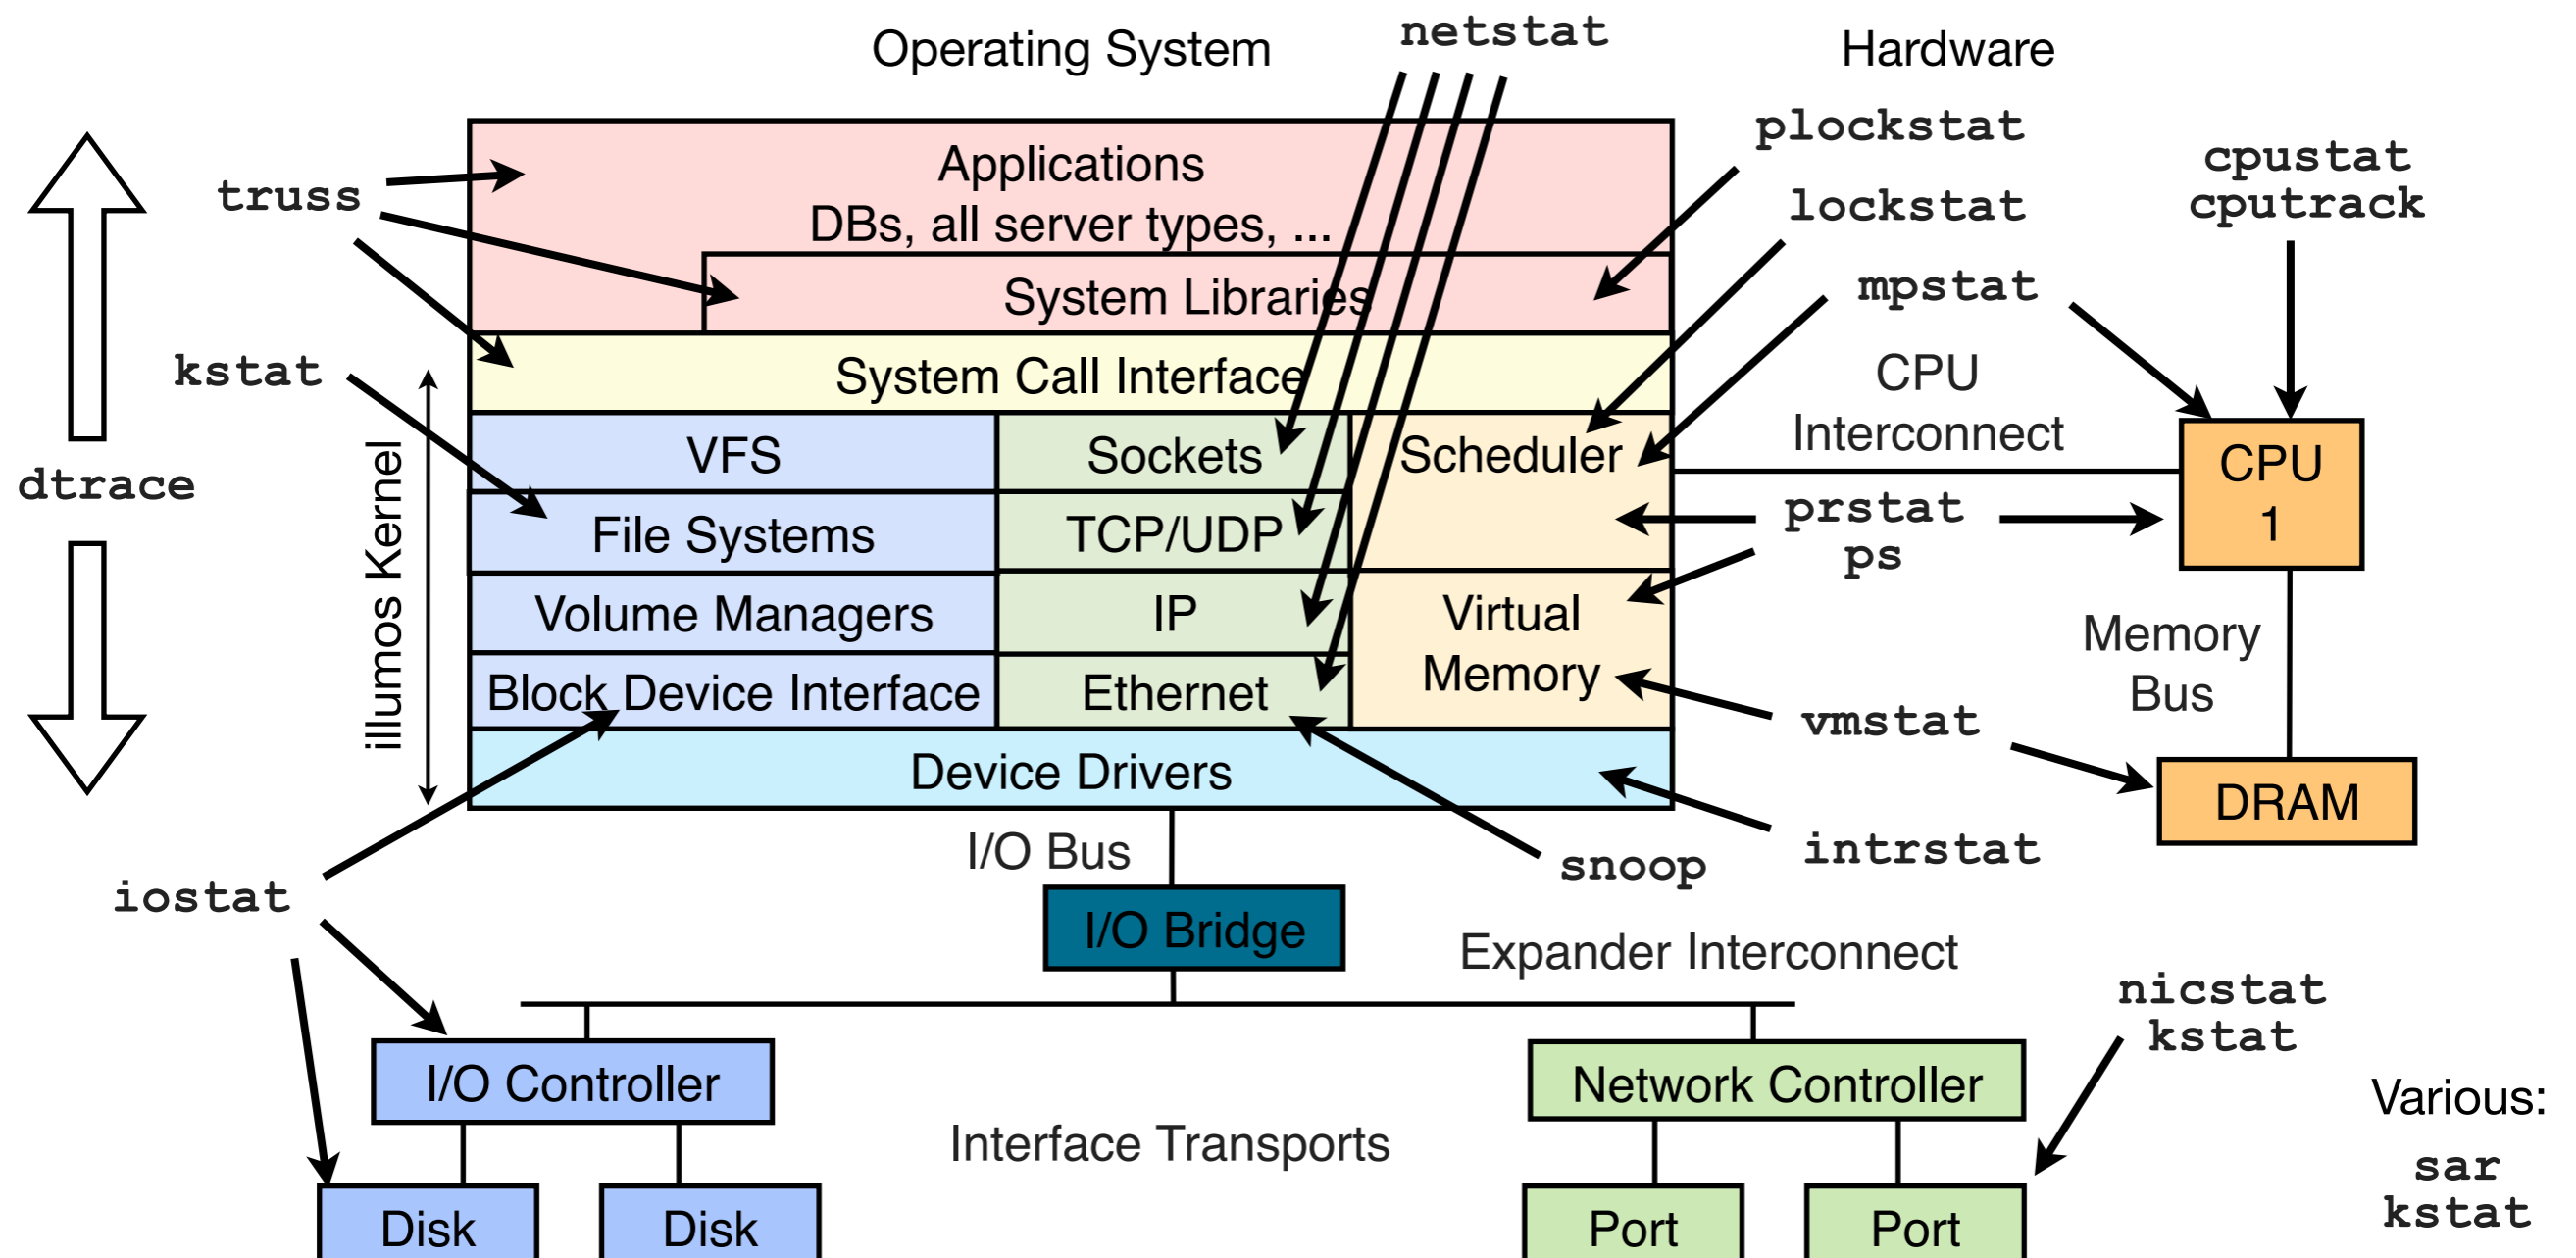 Operating System
netstat
Hardware
plockstat
cpustat
cputrack
Applications
DBs, all server types, ...
truss
lockstat
System Libraries
mpstat
kstat
System Call Interface
CPU
Interconnect
dtrace
illumos Kernel
VFS
Sockets
Scheduler
CPU
1
File Systems
TCP/UDP
prstat
ps
Volume Managers
IP
Virtual
Memory
Memory
Bus
Block Device Interface
Ethernet
vmstat
Device Drivers
DRAM
I/O Bus
snoop
intrstat
iostat
I/O Bridge
Expander Interconnect
nicstat
kstat
I/O Controller
Network Controller
Interface Transports
Various:
sar
kstat
Disk
Disk
Port
Port